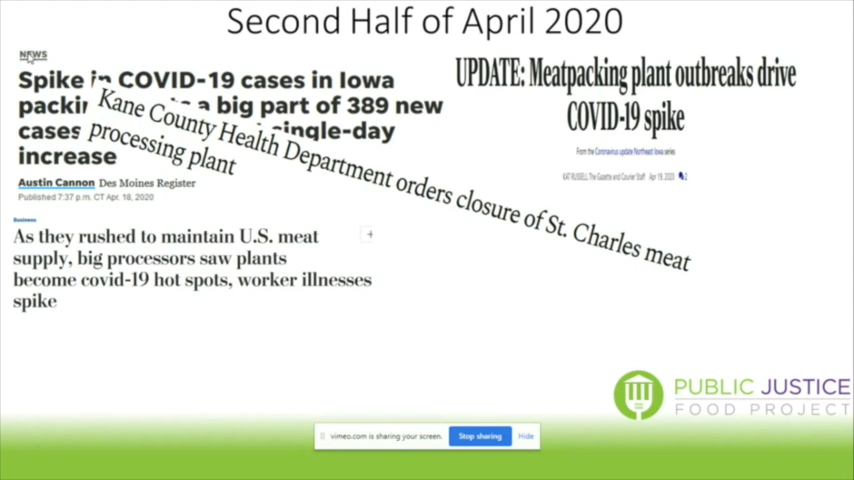 Second Half of April 2020
NEWS
Spike in COVID-19 cases in Iowa
a big part of 389 new
cases
single-day
increase
Austin Cannon Des Moines Register
Published 7:37 p.m. CT Apr. 18, 2020
UPDATE: Meatpacking plant outbreaks drive
COVID-19 spike
From the Coronavirus update Northeast Iowa series
KAT RUSSELL The Gazette and Courier Staff Apr 19, 2020
Kane County Health Department orders closure of St. Charles meat
processing plant
Business
As they rushed to maintain U.S. meat
supply, big processors saw plants
become covid-19 hot spots, worker illnesses
spike
PUBLIC JUSTICE
FOOD PROJECT
vimeo.com is sharing your screen. Stop sharing Hide